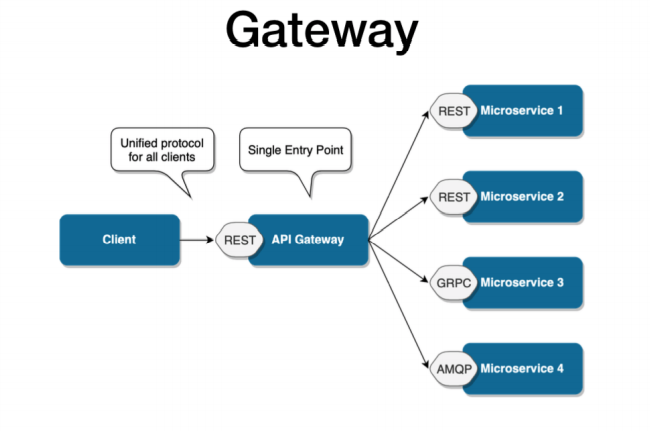 Gateway
Unified protocol
for all clients
Single Entry Point
Client
REST
API Gateway
REST
Microservice 1
REST
Microservice 2
GRPC
Microservice 3
AMQP
Microservice 4